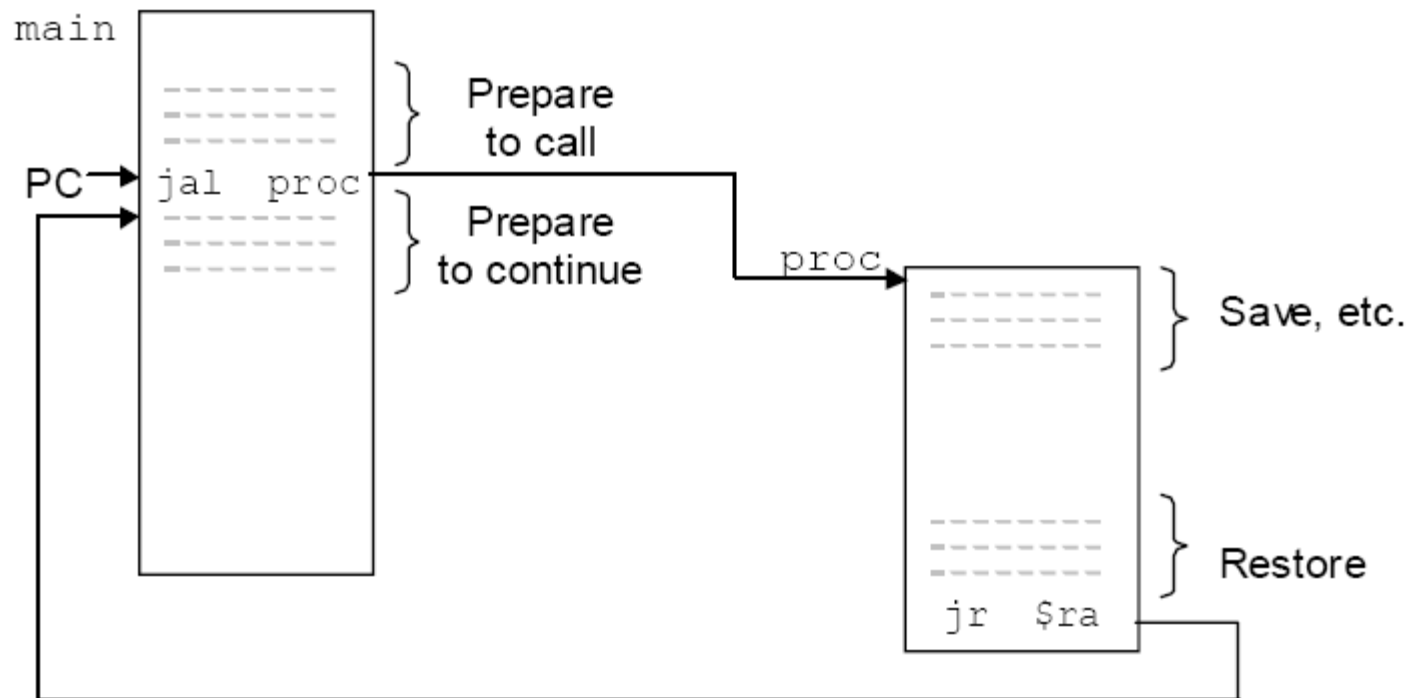 main
Prepare
to call
PC
jal proc
Prepare
to continue
proc
Save, etc.
Restore
jr $ra